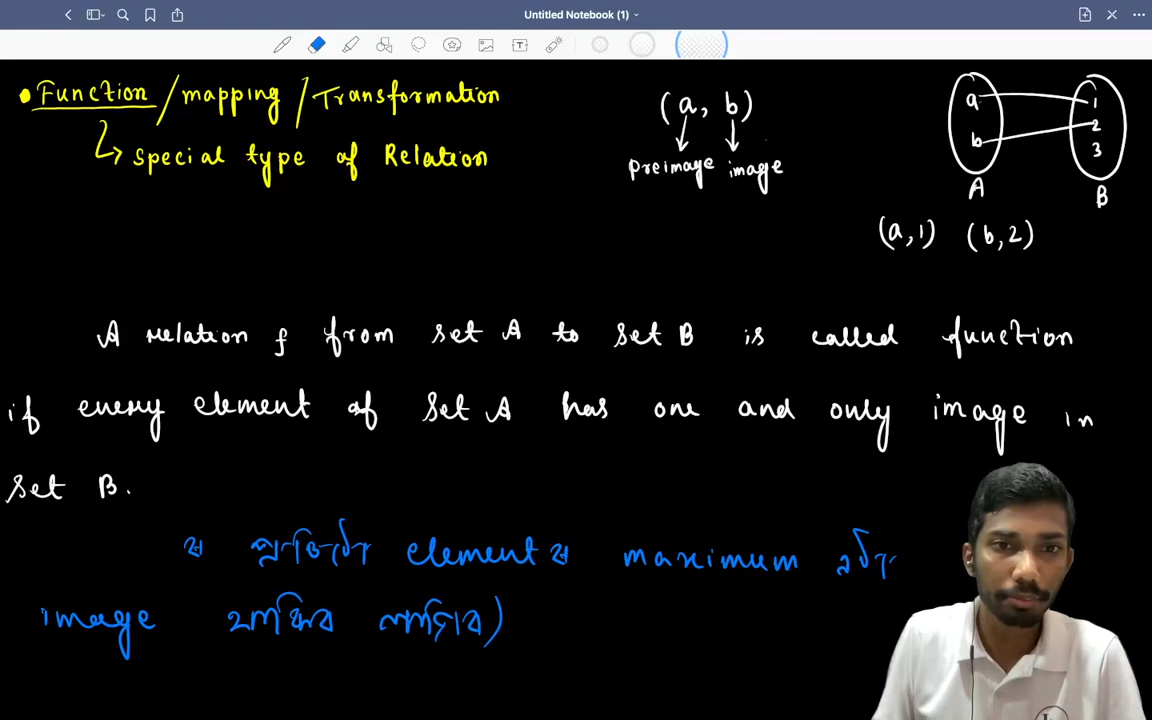 Untitled Notebook (1)
• Function / mapping / Transformation
↳ special type of Relation
(a, b)
preimage image
a 1
b 2
3
A B
(a,1) (b,2)
A relation f from set A to set B is called function
if every element of set A has one and only image in
set B.
element maximum
image